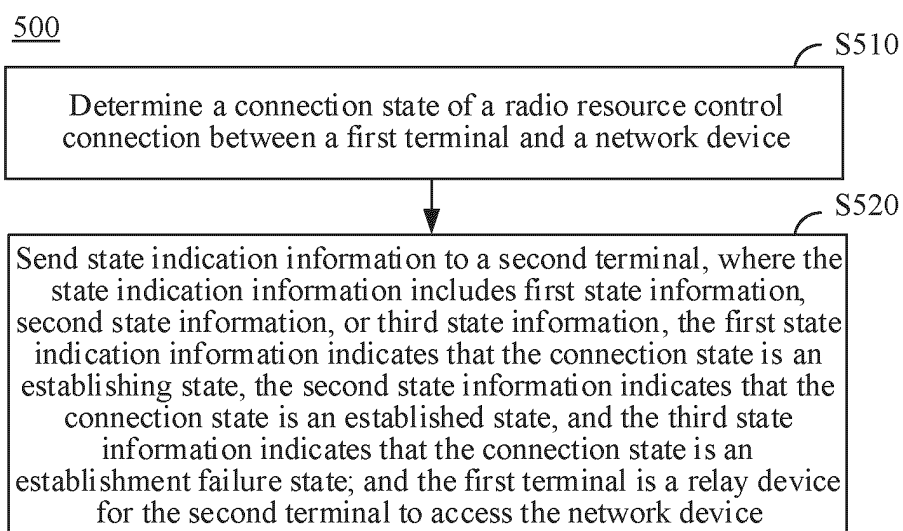 500
S510
Determine a connection state of a radio resource control
connection between a first terminal and a network device
S520
Send state indication information to a second terminal, where the
state indication information includes first state information,
second state information, or third state information, the first state
indication information indicates that the connection state is an
establishing state, the second state information indicates that the
connection state is an established state, and the third state
information indicates that the connection state is an
establishment failure state; and the first terminal is a relay device
for the second terminal to access the network device